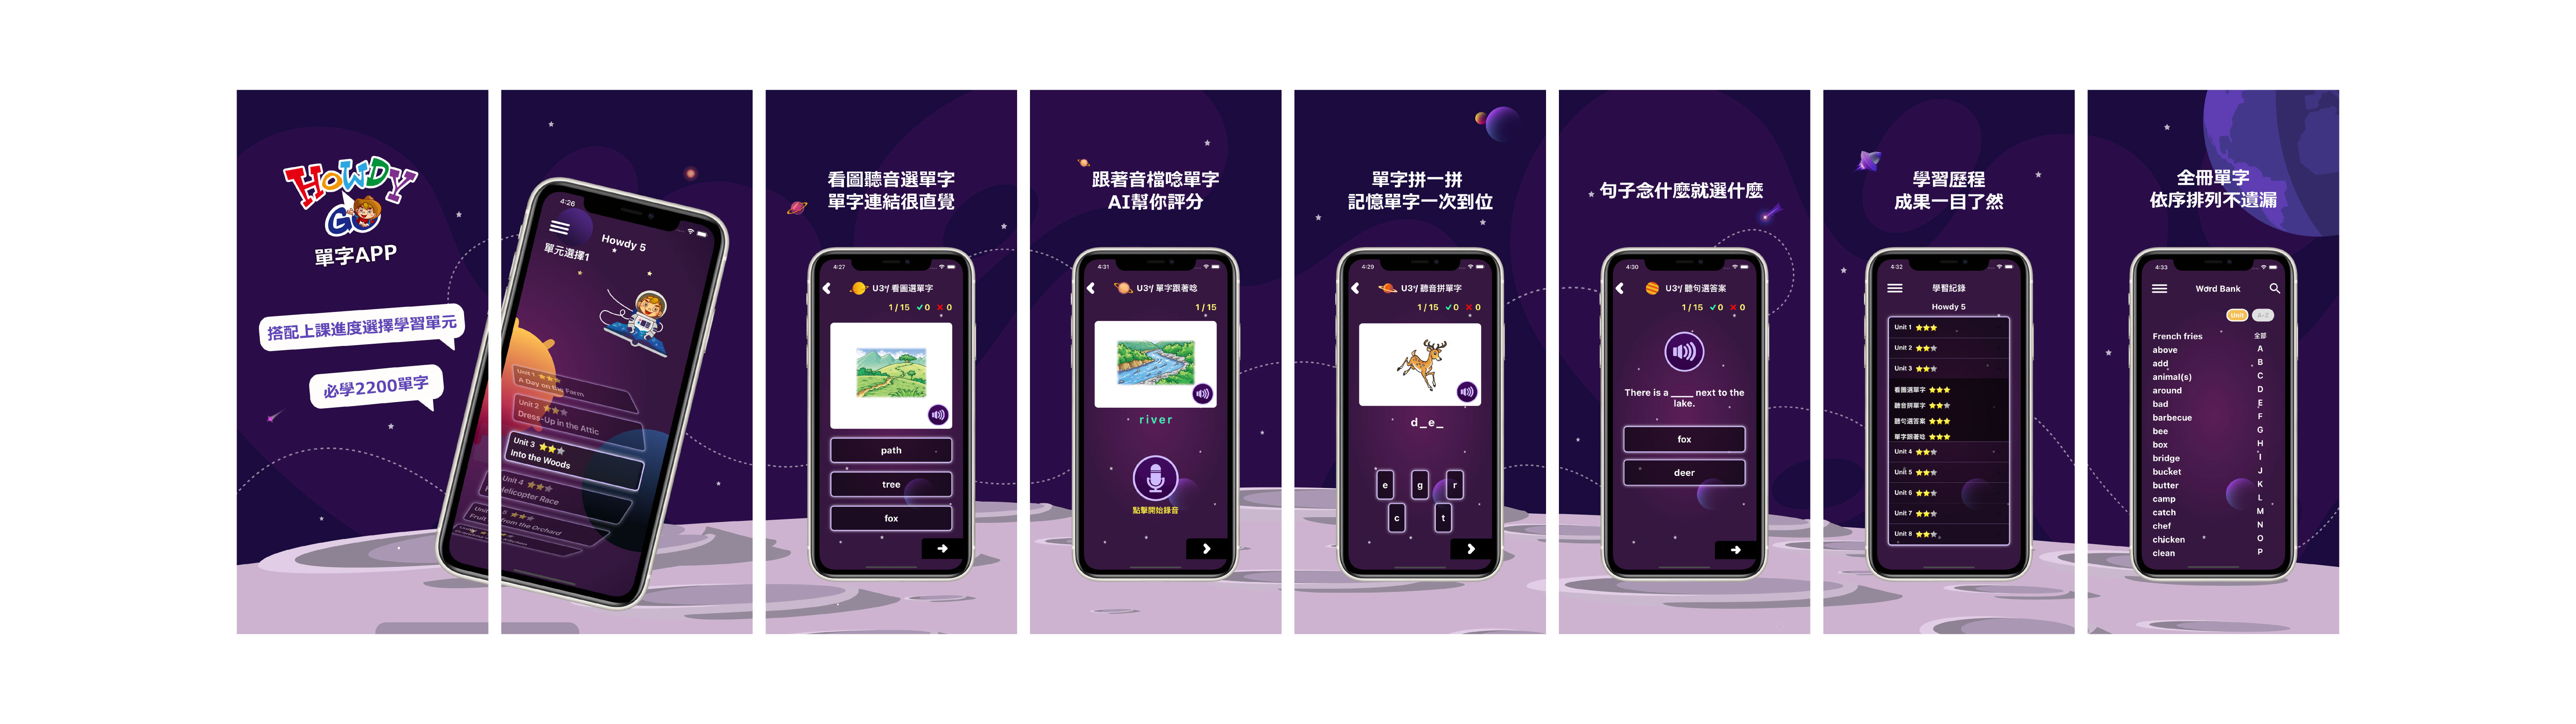 HOWDY
GO
單字APP
搭配上課進度選擇學習單元
必學2200單字
4:26
Howdy 5
單元選擇1
Unit 1
A Day on the Farm
Unit 2
Dress-Up in the Attic
Unit 3
Into the Woods
Unit 4
Helicopter Race
Fruit from the Orchard
看圖聽音選單字
單字連結很直覺
4:27
看圖選單字
1 / 15 0 0
path
tree
fox
跟著音檔唸單字
AI幫你評分
4:31
單字跟著唸
1 / 15
river
點擊開始錄音
單字拼一拼
記憶單字一次到位
4:29
聽音拼單字
1 / 15 0 0
d_e_
e g r
c t
句子念什麼就選什麼
4:30
聽句選答案
1 / 15 0 0
There is a ____ next to the
lake.
fox
deer
學習歷程
成果一目了然
4:32
學習紀錄
Howdy 5
Unit 1
Unit 2
Unit 3
看圖選單字
聽音拼單字
聽句選答案
單字跟著唸
Unit 4
Unit 5
Unit 6
Unit 7
Unit 8
全冊單字
依序排列不遺漏
4:33
Word Bank
Unit A-Z
French fries 全部
above A
add B
animal(s) C
around D
bad E
barbecue F
bee G
box H
bridge I
bucket J
butter K
camp L
catch M
chef N
chicken O
clean P